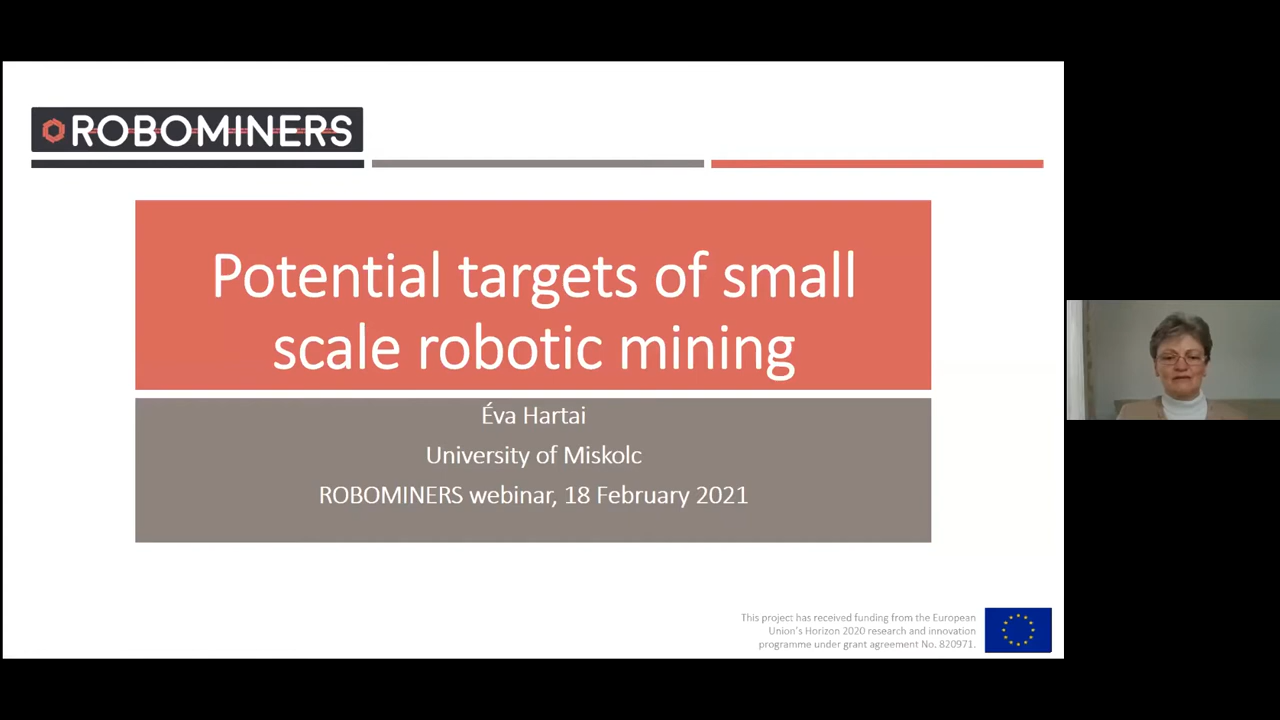 ROBOMINERS
Potential targets of small
scale robotic mining
Éva Hartai
University of Miskolc
ROBOMINERS webinar, 18 February 2021
This project has received funding from the European
Union's Horizon 2020 research and innovation
programme under grant agreement No. 820971.